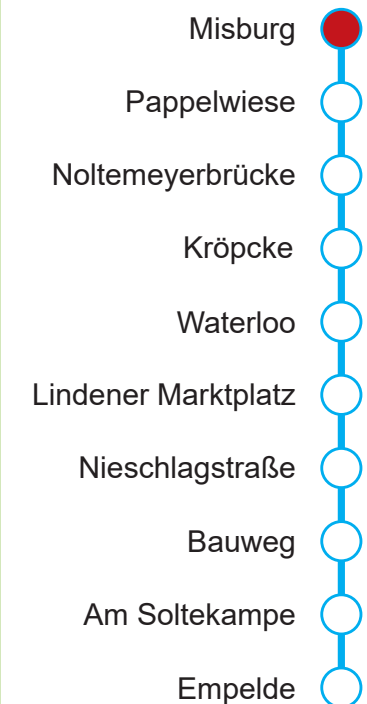 Misburg
Pappelwiese
Noltemeyerbrücke
Kröpcke
Waterloo
Lindener Marktplatz
Nieschlagstraße
Bauweg
Am Soltekampe
Empelde